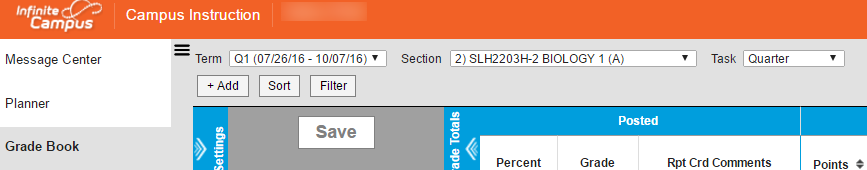 Infinite
Campus
Campus Instruction
Message Center
Planner
Grade Book
Term Q1 (07/26/16 - 10/07/16) Section 2) SLH2203H-2 BIOLOGY 1 (A) Task Quarter
+ Add Sort Filter
Settings
Save
ade Totals
Posted
Percent Grade Rpt Crd Comments Points